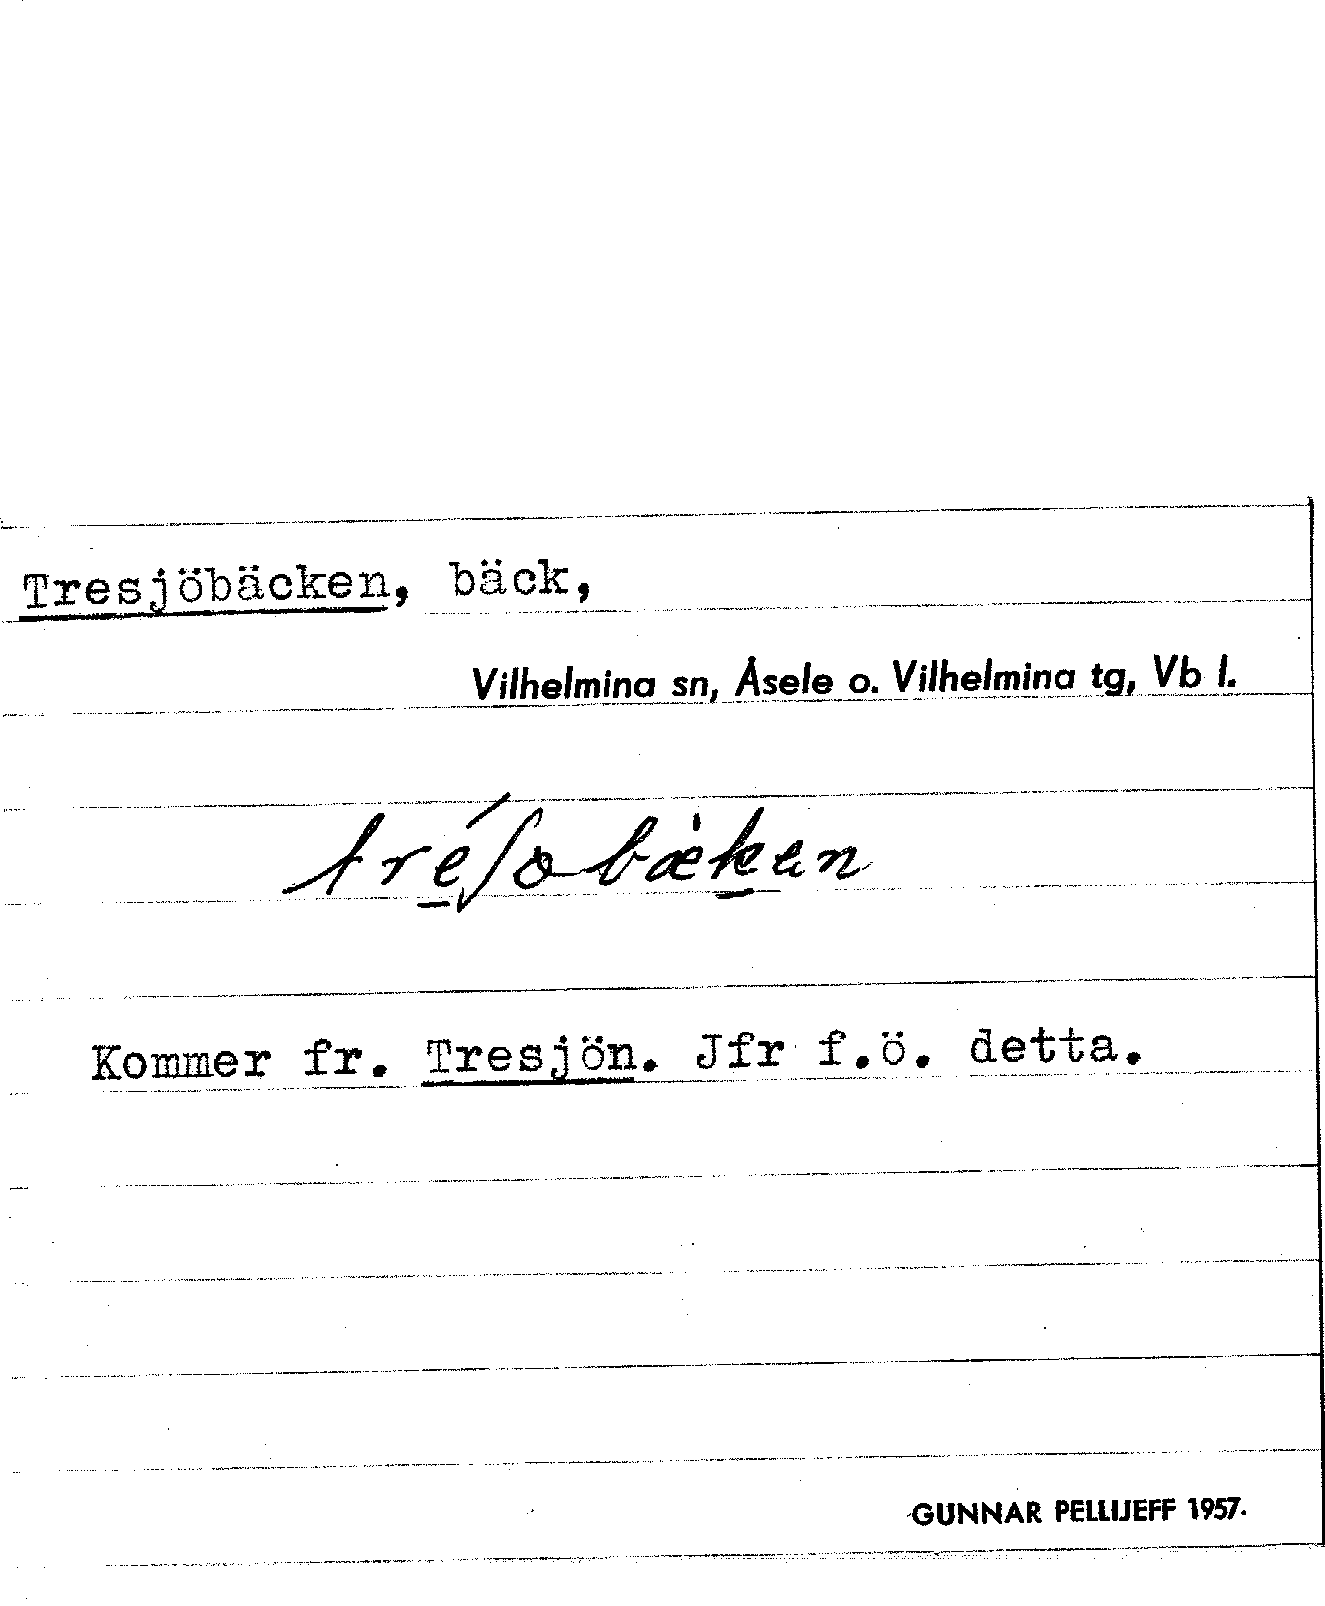 Tresjöbäcken, bäck,
Vilhelmina sn, Åsele o. Vilhelmina tg, Vb l.
Kommer fr. Tresjön. Jfr f.ö. detta.
GUNNAR PELLIJEFF 1957.